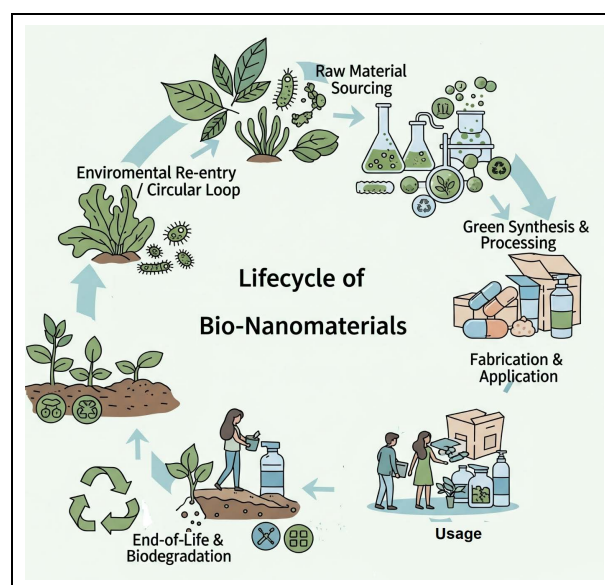 Raw Material
Sourcing
Enviromental Re-entry
/ Circular Loop
Green Synthesis &
Processing
Lifecycle of
Bio-Nanomaterials
Fabrication &
Application
Usage
End-of-Life &
Biodegradation